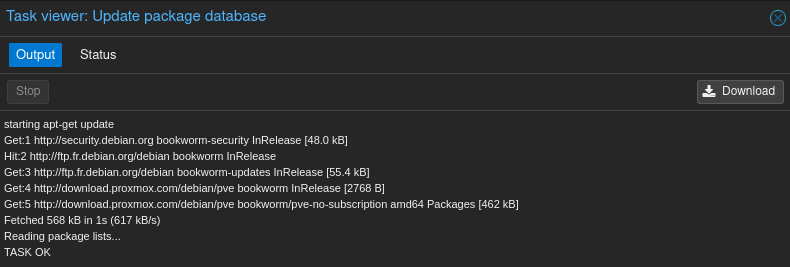 Task viewer: Update package database
Output Status
Stop Download
starting apt-get update
Get:1 http://security.debian.org bookworm-security InRelease [48.0 kB]
Hit:2 http://ftp.fr.debian.org/debian bookworm InRelease
Get:3 http://ftp.fr.debian.org/debian bookworm-updates InRelease [55.4 kB]
Get:4 http://download.proxmox.com/debian/pve bookworm InRelease [2768 B]
Get:5 http://download.proxmox.com/debian/pve bookworm/pve-no-subscription amd64 Packages [462 kB]
Fetched 568 kB in 1s (617 kB/s)
Reading package lists...
TASK OK